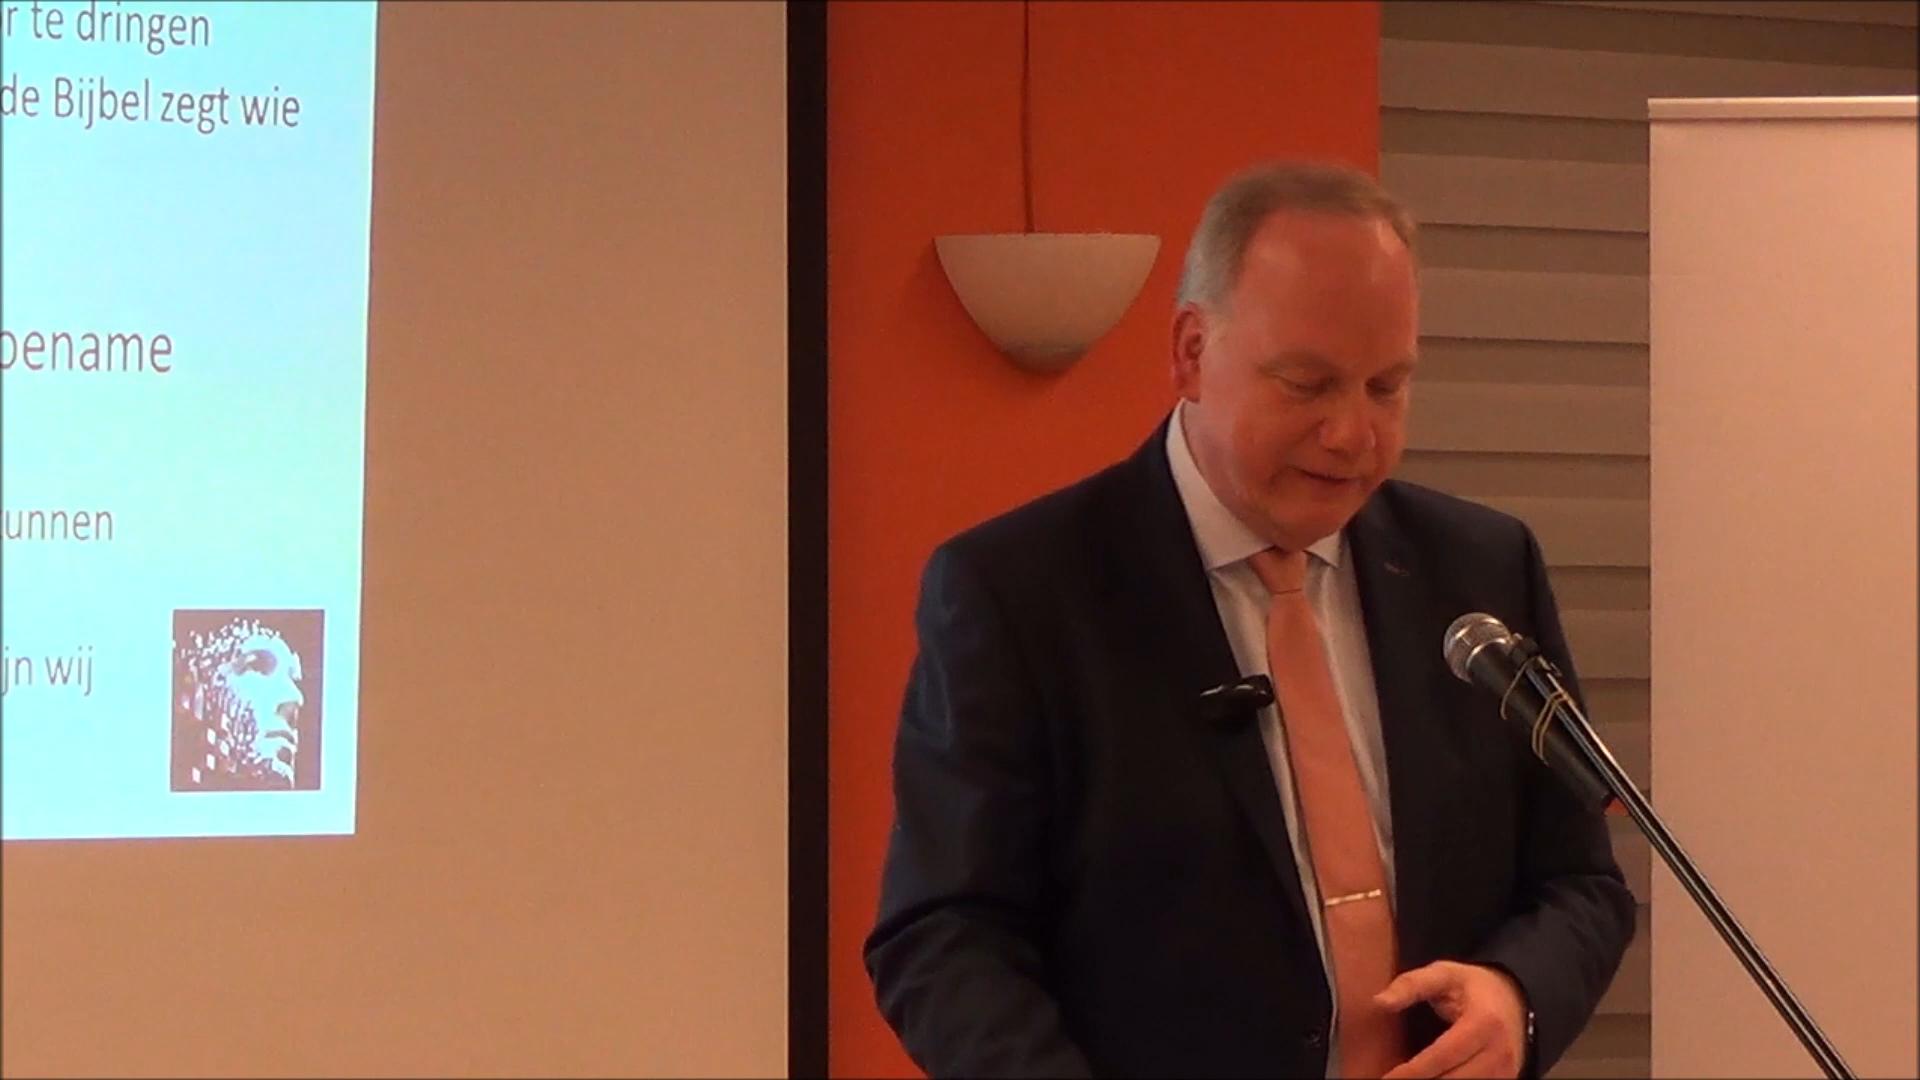 r te dringen
de Bijbel zegt wie
oename
unnen
jn wij